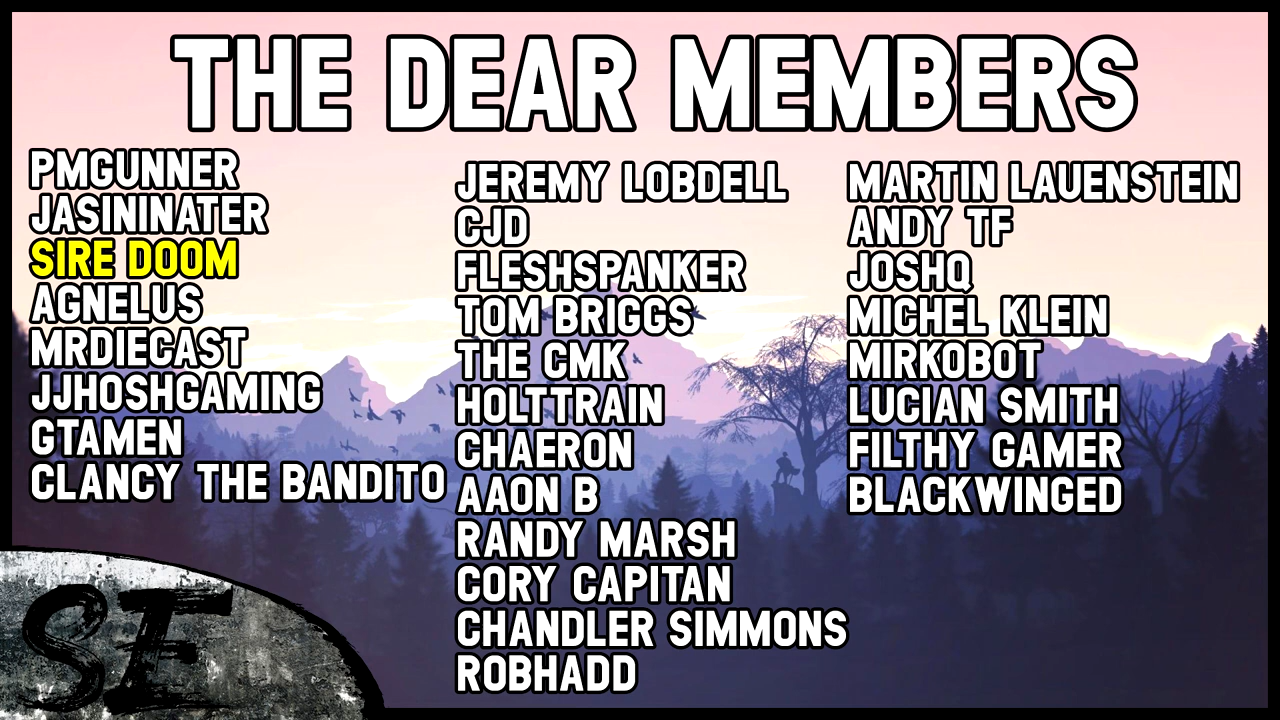 THE DEAR MEMBERS
PMGUNNER
JASININATER
SIRE DOOM
AGNELUS
MRDIECAST
JJHOSHGAMING
GTAMEN
CLANCY THE BANDITO
JEREMY LOBDELL
CJD
FLESHSPANKER
TOM BRIGGS
THE CMK
HOLTTRAIN
CHAERON
AAON B
RANDY MARSH
CORY CAPITAN
CHANDLER SIMMONS
ROBHADD
MARTIN LAUENSTEIN
ANDY TF
JOSHQ
MICHEL KLEIN
MIRKOBOT
LUCIAN SMITH
FILTHY GAMER
BLACKWINGED
SE